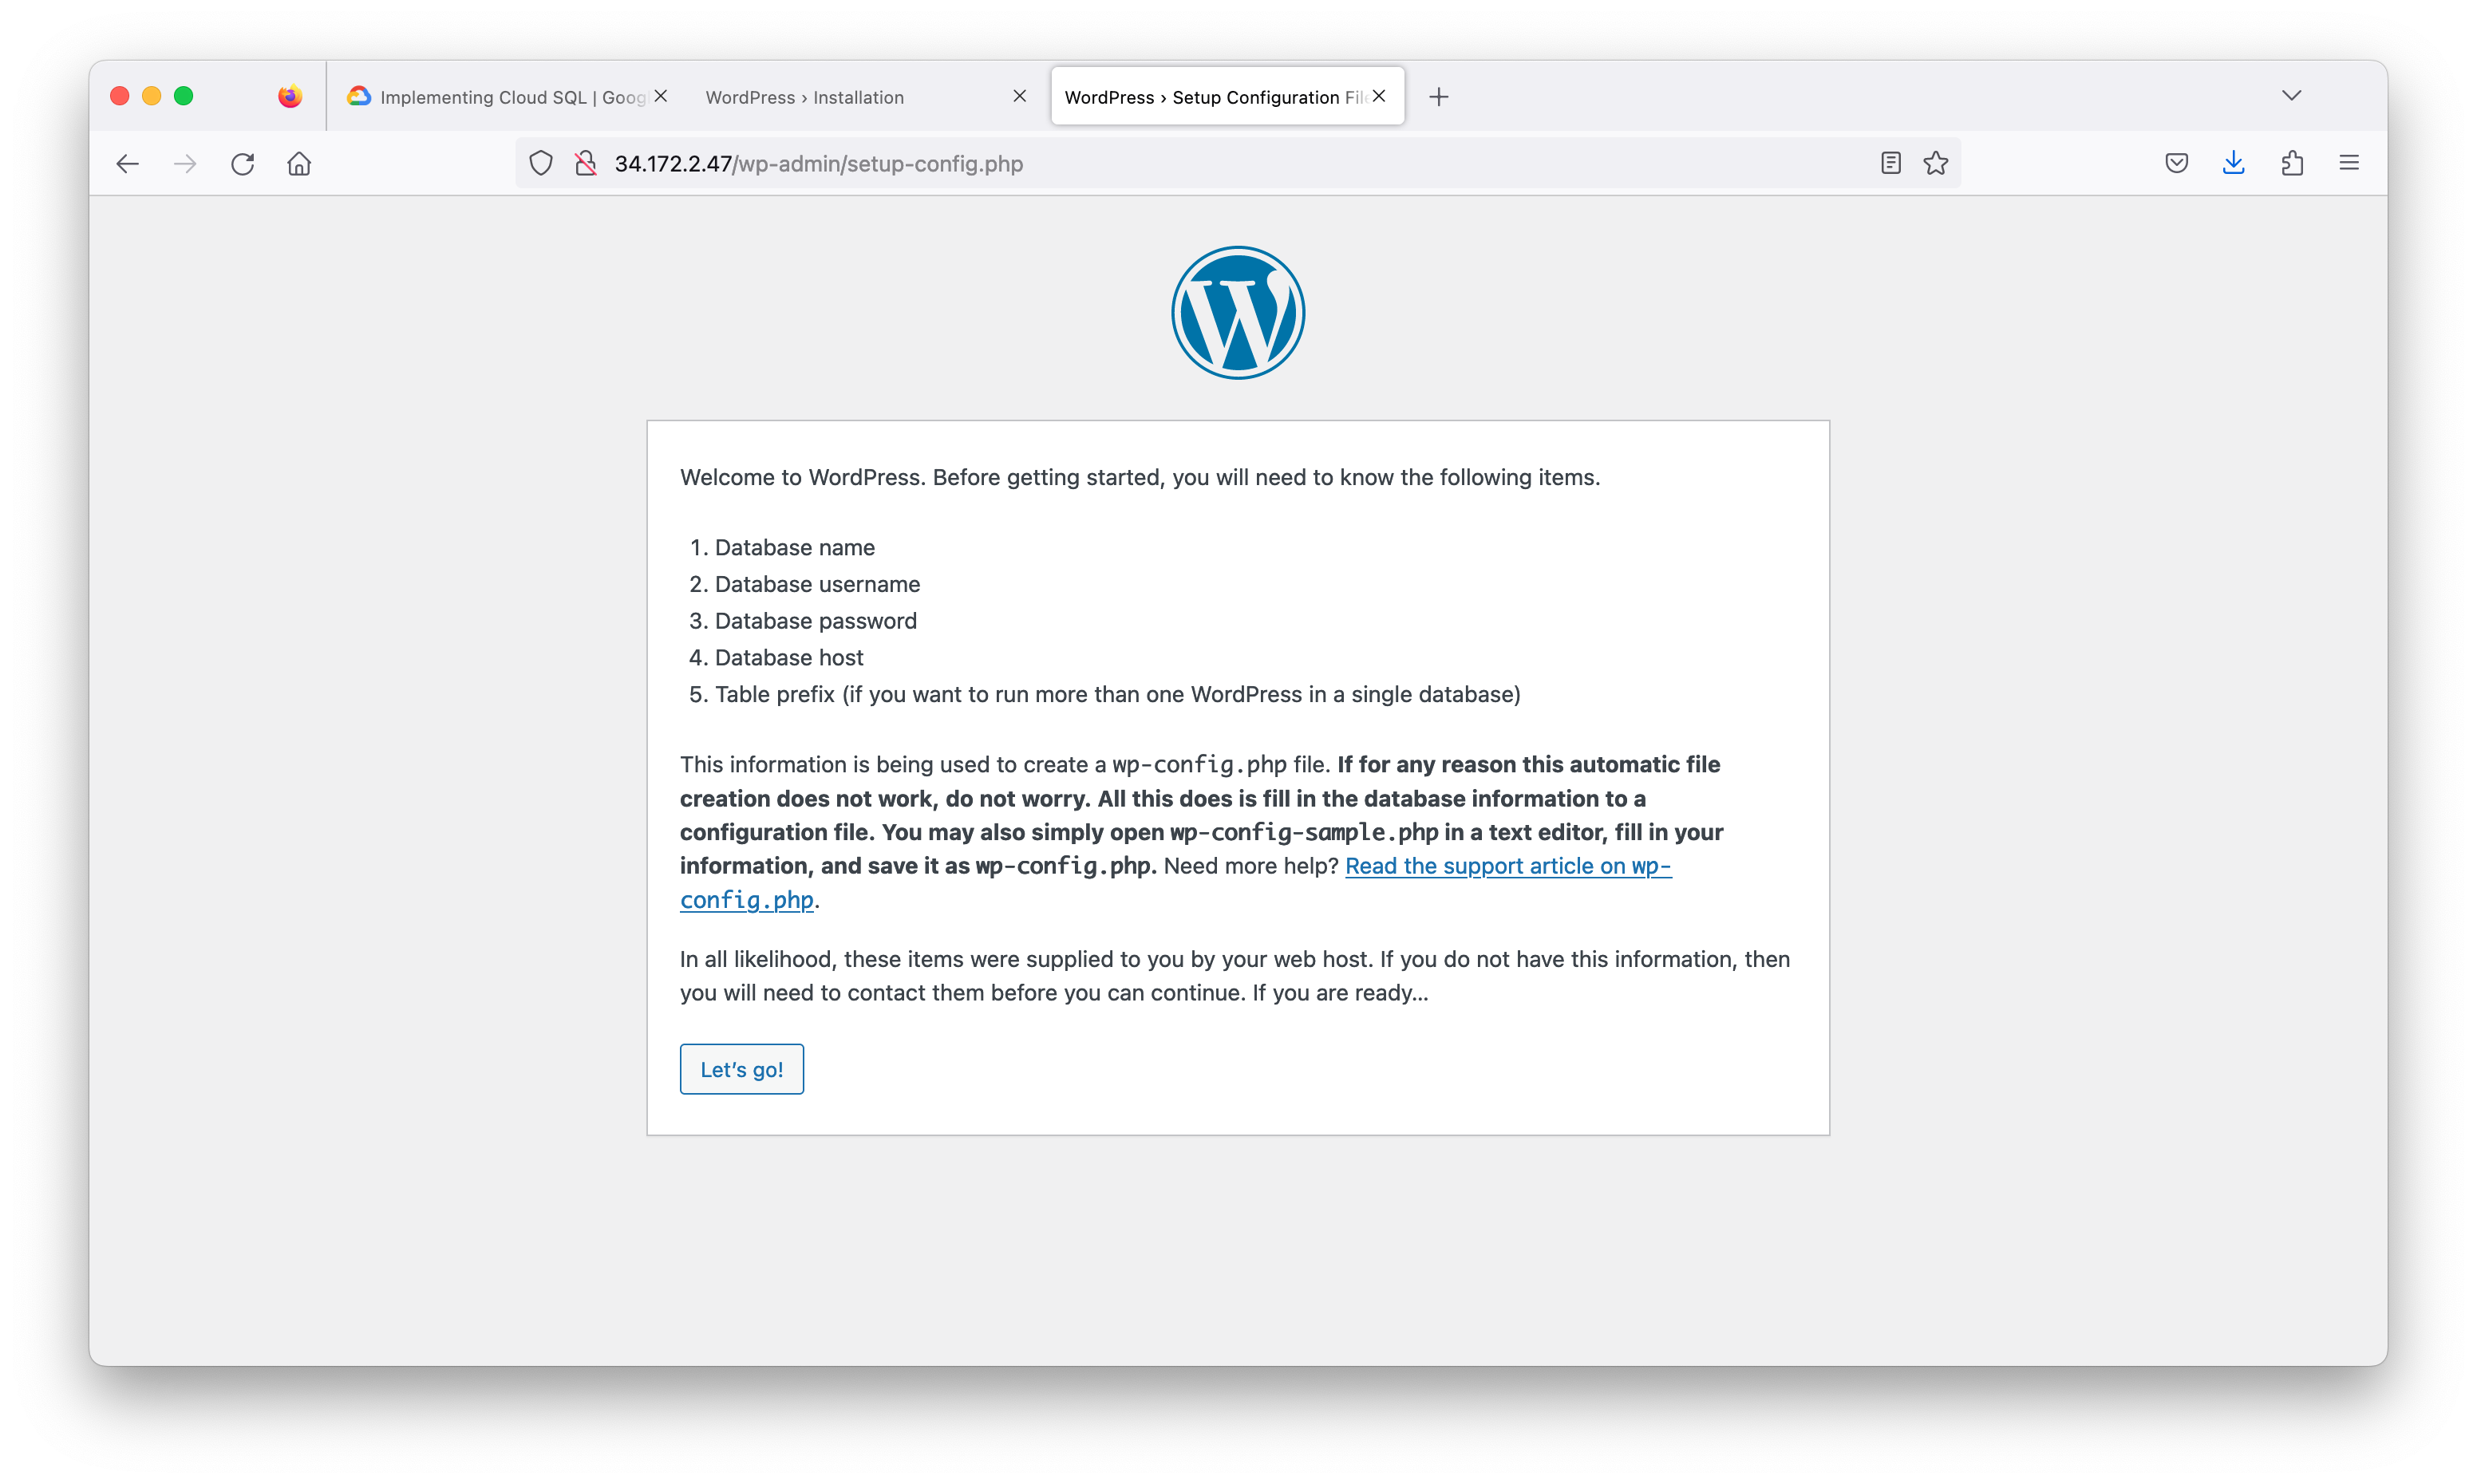 Implementing Cloud SQL | Goog
WordPress › Installation
WordPress › Setup Configuration File
34.172.2.47/wp-admin/setup-config.php
Welcome to WordPress. Before getting started, you will need to know the following items.
1. Database name
2. Database username
3. Database password
4. Database host
5. Table prefix (if you want to run more than one WordPress in a single database)
This information is being used to create a wp-config.php file. If for any reason this automatic file
creation does not work, do not worry. All this does is fill in the database information to a
configuration file. You may also simply open wp-config-sample.php in a text editor, fill in your
information, and save it as wp-config.php. Need more help? Read the support article on wp-
config.php.
In all likelihood, these items were supplied to you by your web host. If you do not have this information, then
you will need to contact them before you can continue. If you are ready…
Let’s go!